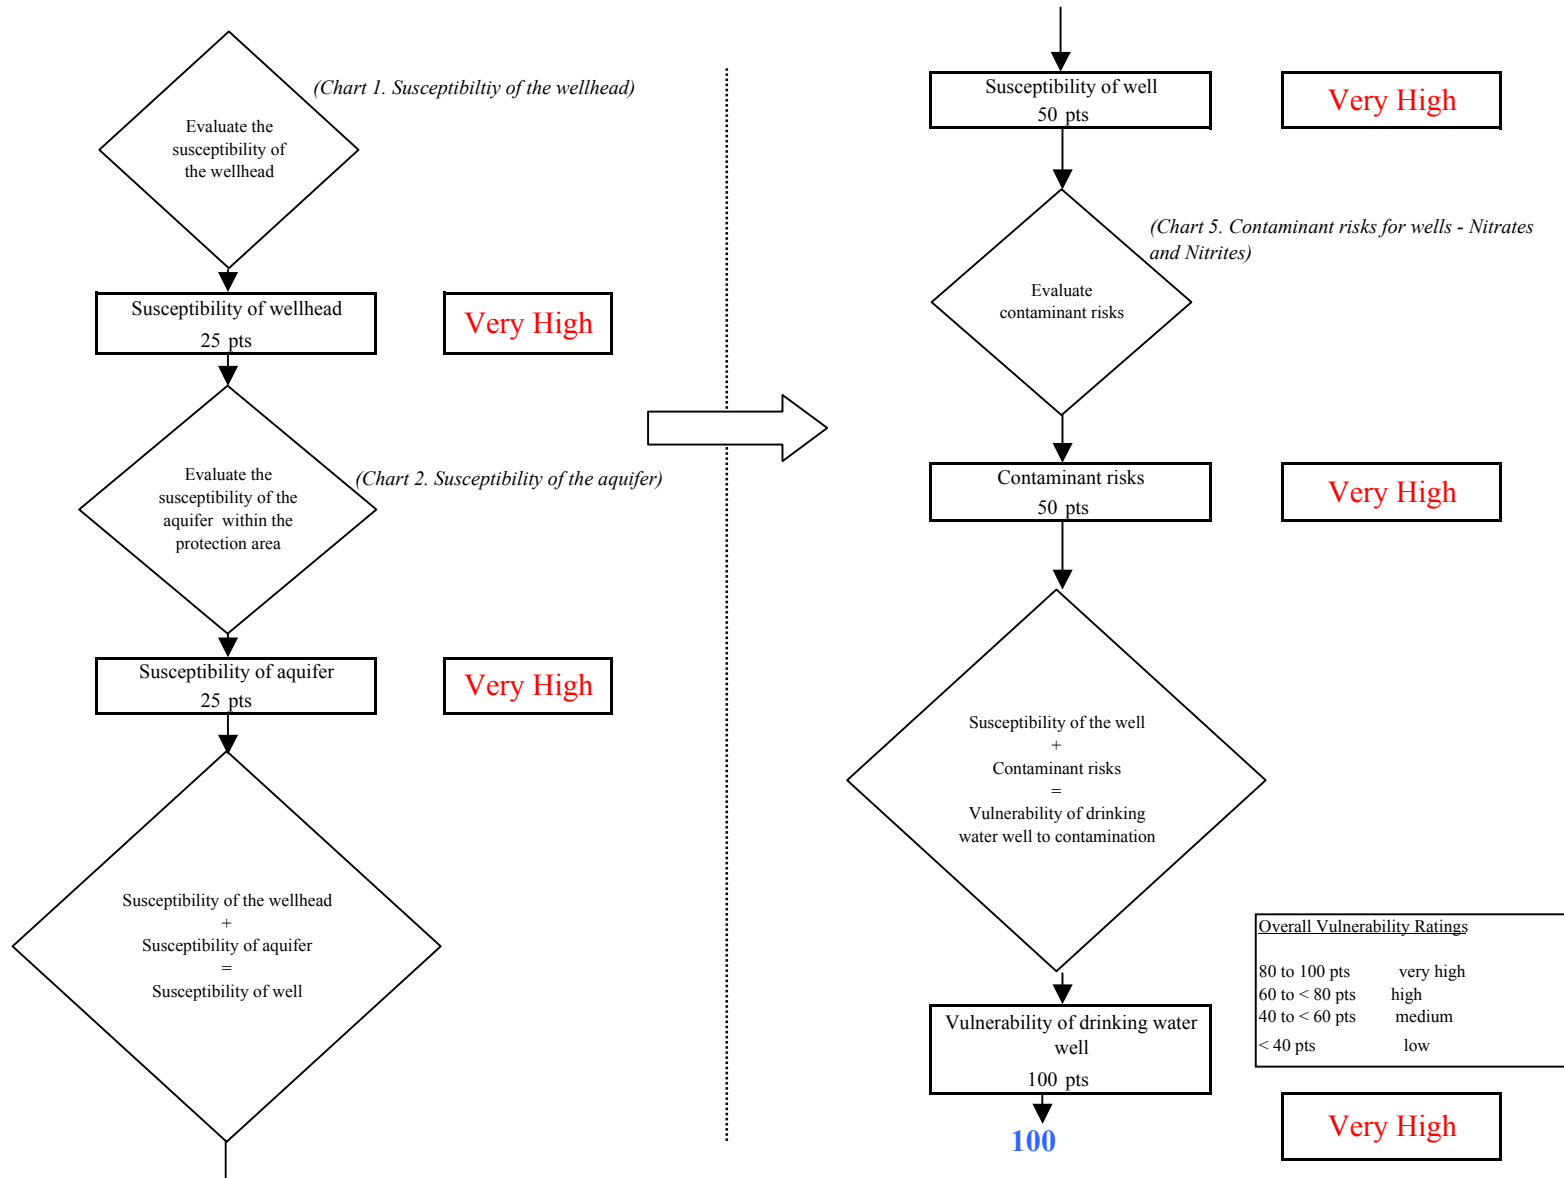 (Chart 1. Susceptibiltiy of the wellhead)
Evaluate the
susceptibility of
the wellhead
Susceptibility of wellhead
25 pts
Very High
Evaluate the
susceptibility of the
aquifer within the
protection area
(Chart 2. Susceptibility of the aquifer)
Susceptibility of aquifer
25 pts
Very High
Susceptibility of the wellhead
+
Susceptibility of aquifer
=
Susceptibility of well
Susceptibility of well
50 pts
Very High
(Chart 5. Contaminant risks for wells - Nitrates
and Nitrites)
Evaluate
contaminant risks
Contaminant risks
50 pts
Very High
Susceptibility of the well
+
Contaminant risks
=
Vulnerability of drinking
water well to contamination
Overall Vulnerability Ratings
80 to 100 pts very high
60 to < 80 pts high
40 to < 60 pts medium
< 40 pts low
Vulnerability of drinking water
well
100 pts
100
Very High